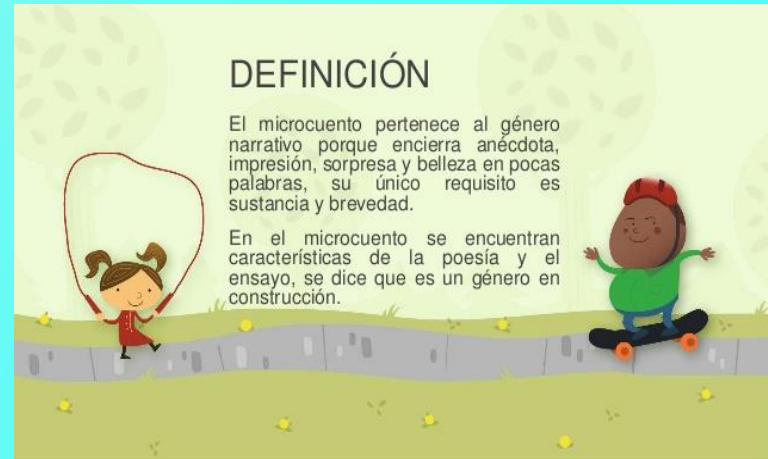 DEFINICIÓN
El microcuento pertenece al género
narrativo porque encierra anécdota,
impresión, sorpresa y belleza en pocas
palabras, su único requisito es
sustancia y brevedad.
En el microcuento se encuentran
características de la poesía y el
ensayo, se dice que es un género en
construcción.